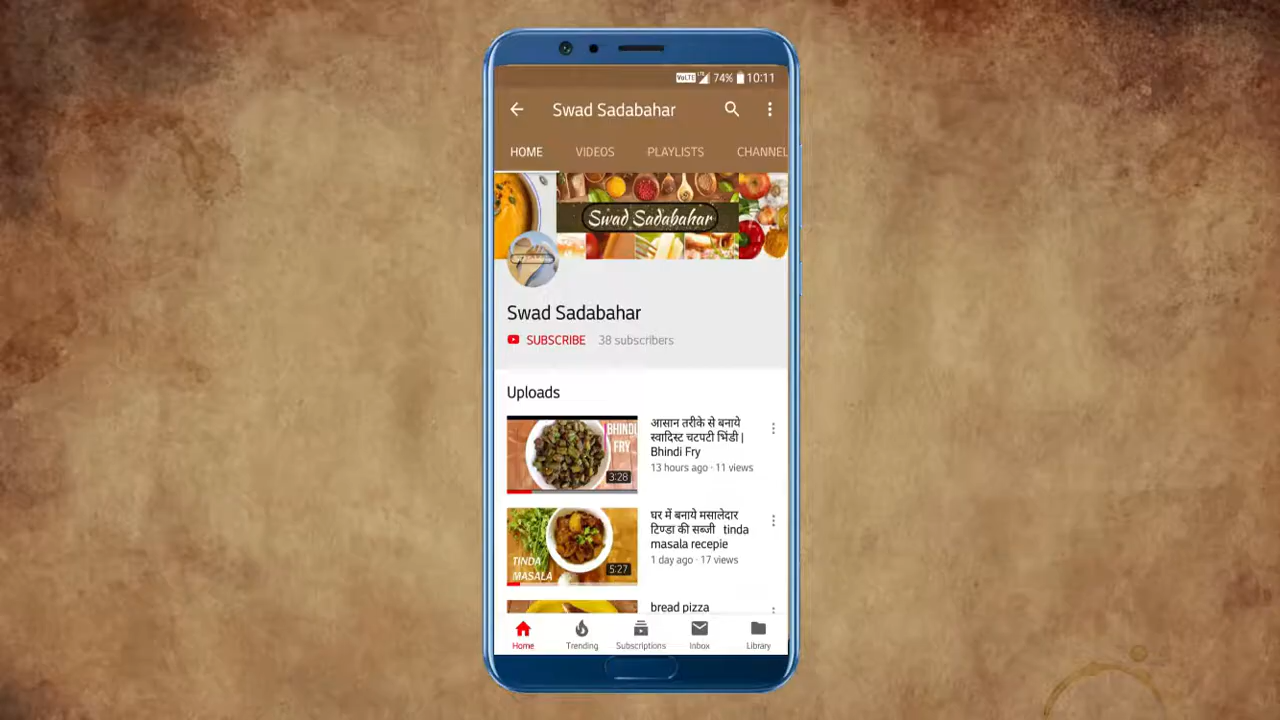 VoLTE LTE 74% 10:11
Swad Sadabahar
HOME VIDEOS PLAYLISTS CHANNEL
Swad Sadabahar
Swad Sadabahar
SUBSCRIBE 38 subscribers
Uploads
BHINDI
FRY
3:28
आसान तरीके से बनाये
स्वादिस्ट चटपटी भिंडी |
Bhindi Fry
13 hours ago · 11 views
TINDA
MASALA
5:27
घर में बनाये मसालेदार
टिण्डा की सब्जी tinda
masala recepie
1 day ago · 17 views
bread pizza
Home Trending Subscriptions Inbox Library